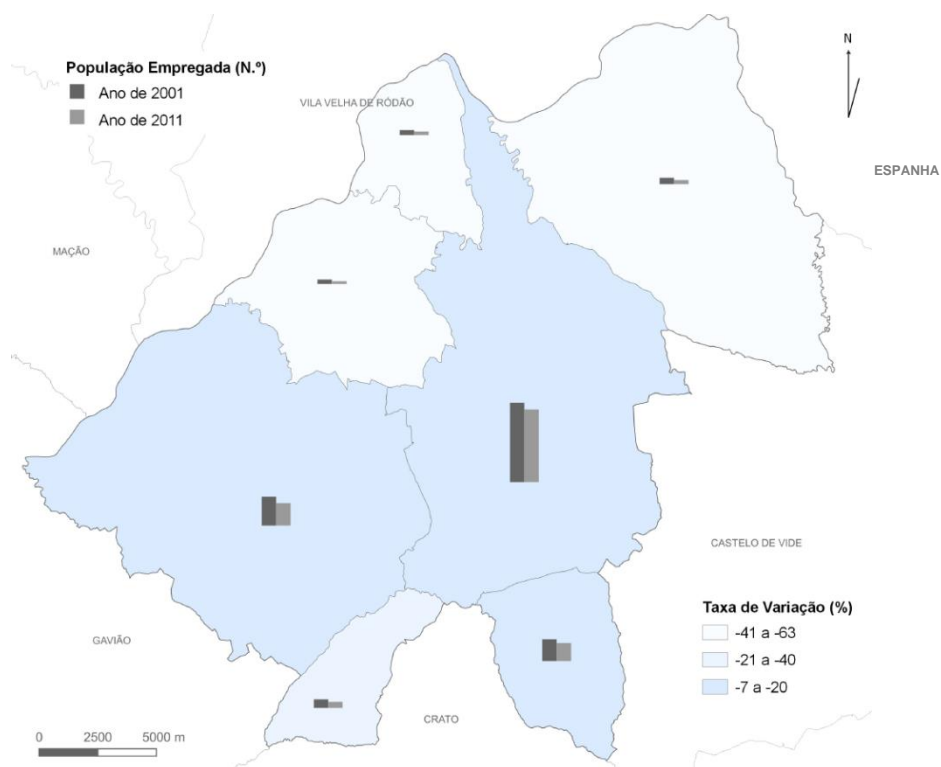 População Empregada (N.º)
Ano de 2001
Ano de 2011
N
VILA VELHA DE RÓDÃO
ESPANHA
MAÇÃO
CASTELO DE VIDE
GAVIÃO
CRATO
Taxa de Variação (%)
-41 a -63
-21 a -40
-7 a -20
0 2500 5000 m